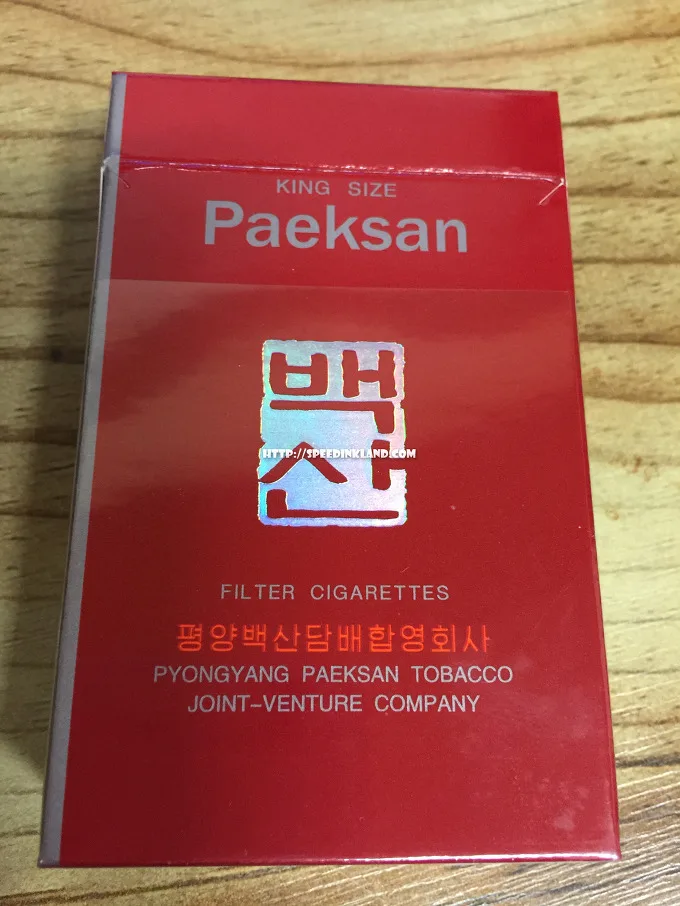 KING SIZE
Paeksan
백
산
HTTP://SPEEDINKLAND.COM
FILTER CIGARETTES
평양백산담배합영회사
PYONGYANG PAEKSAN TOBACCO
JOINT-VENTURE COMPANY